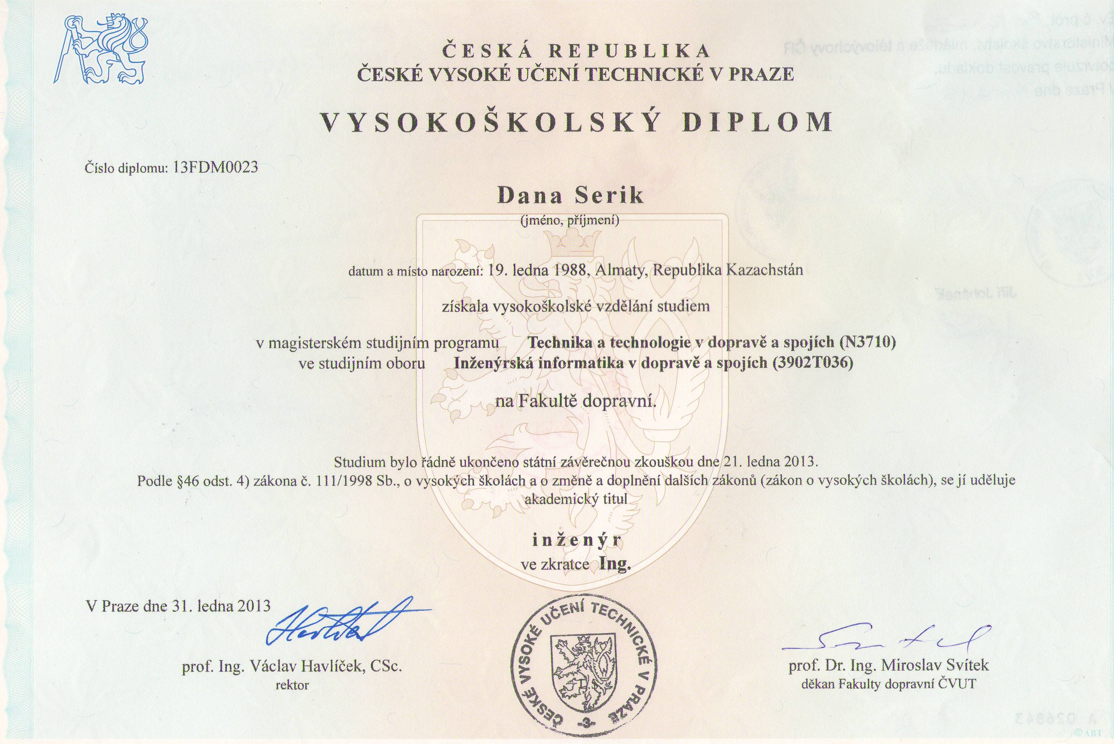 ČESKÁ REPUBLIKA
ČESKÉ VYSOKÉ UČENÍ TECHNICKÉ V PRAZE
VYSOKOŠKOLSKÝ DIPLOM
Číslo diplomu: 13FDM0023
Dana Serik
(jméno, příjmení)
datum a místo narození: 19. ledna 1988, Almaty, Republika Kazachstán
získala vysokoškolské vzdělání studiem
v magisterském studijním programu Technika a technologie v dopravě a spojích (N3710)
ve studijním oboru Inženýrská informatika v dopravě a spojích (3902T036)
na Fakultě dopravní.
Studium bylo řádně ukončeno státní závěrečnou zkouškou dne 21. ledna 2013.
Podle §46 odst. 4) zákona č. 111/1998 Sb., o vysokých školách a o změně a doplnění dalších zákonů (zákon o vysokých školách), se jí uděluje
akademický titul
inženýr
ve zkratce Ing.
V Praze dne 31. ledna 2013
prof. Ing. Václav Havlíček, CSc.
rektor
ČESKÉ VYSOKÉ UČENÍ TECHNICKÉ V PRAZE
-3-
prof. Dr. Ing. Miroslav Svítek
děkan Fakulty dopravní ČVUT
A 026843
©ABT